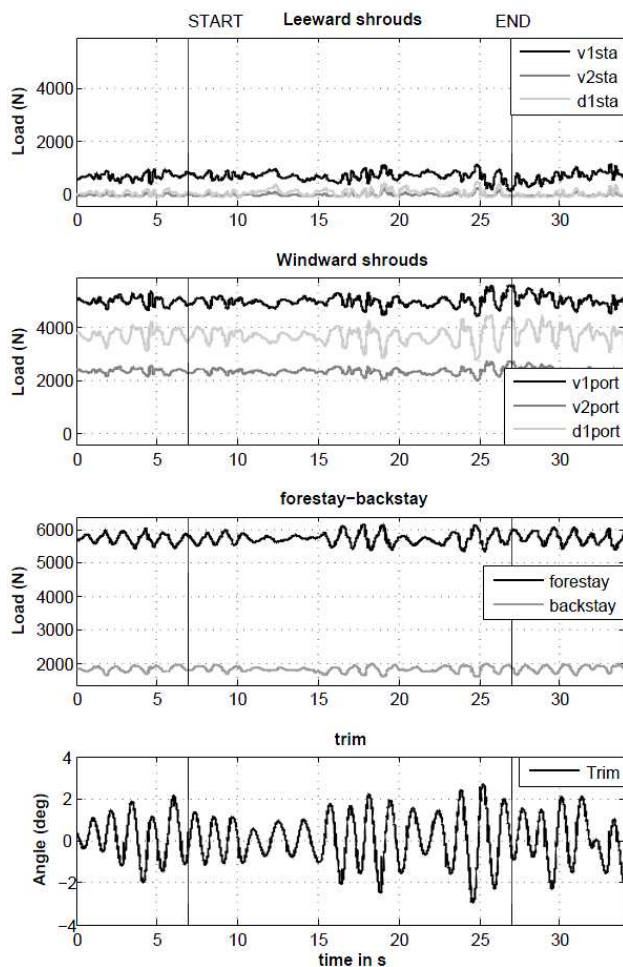 START Leeward shrouds END
Load (N)
4000
2000
0
v1sta
v2sta
d1sta
0 5 10 15 20 25 30
Windward shrouds
Load (N)
4000
2000
0
v1port
v2port
d1port
0 5 10 15 20 25 30
forestay-backstay
Load (N)
6000
5000
4000
3000
2000
forestay
backstay
0 5 10 15 20 25 30
trim
Angle (deg)
4
2
0
-2
-4
Trim
0 5 10 15 20 25 30
time in s